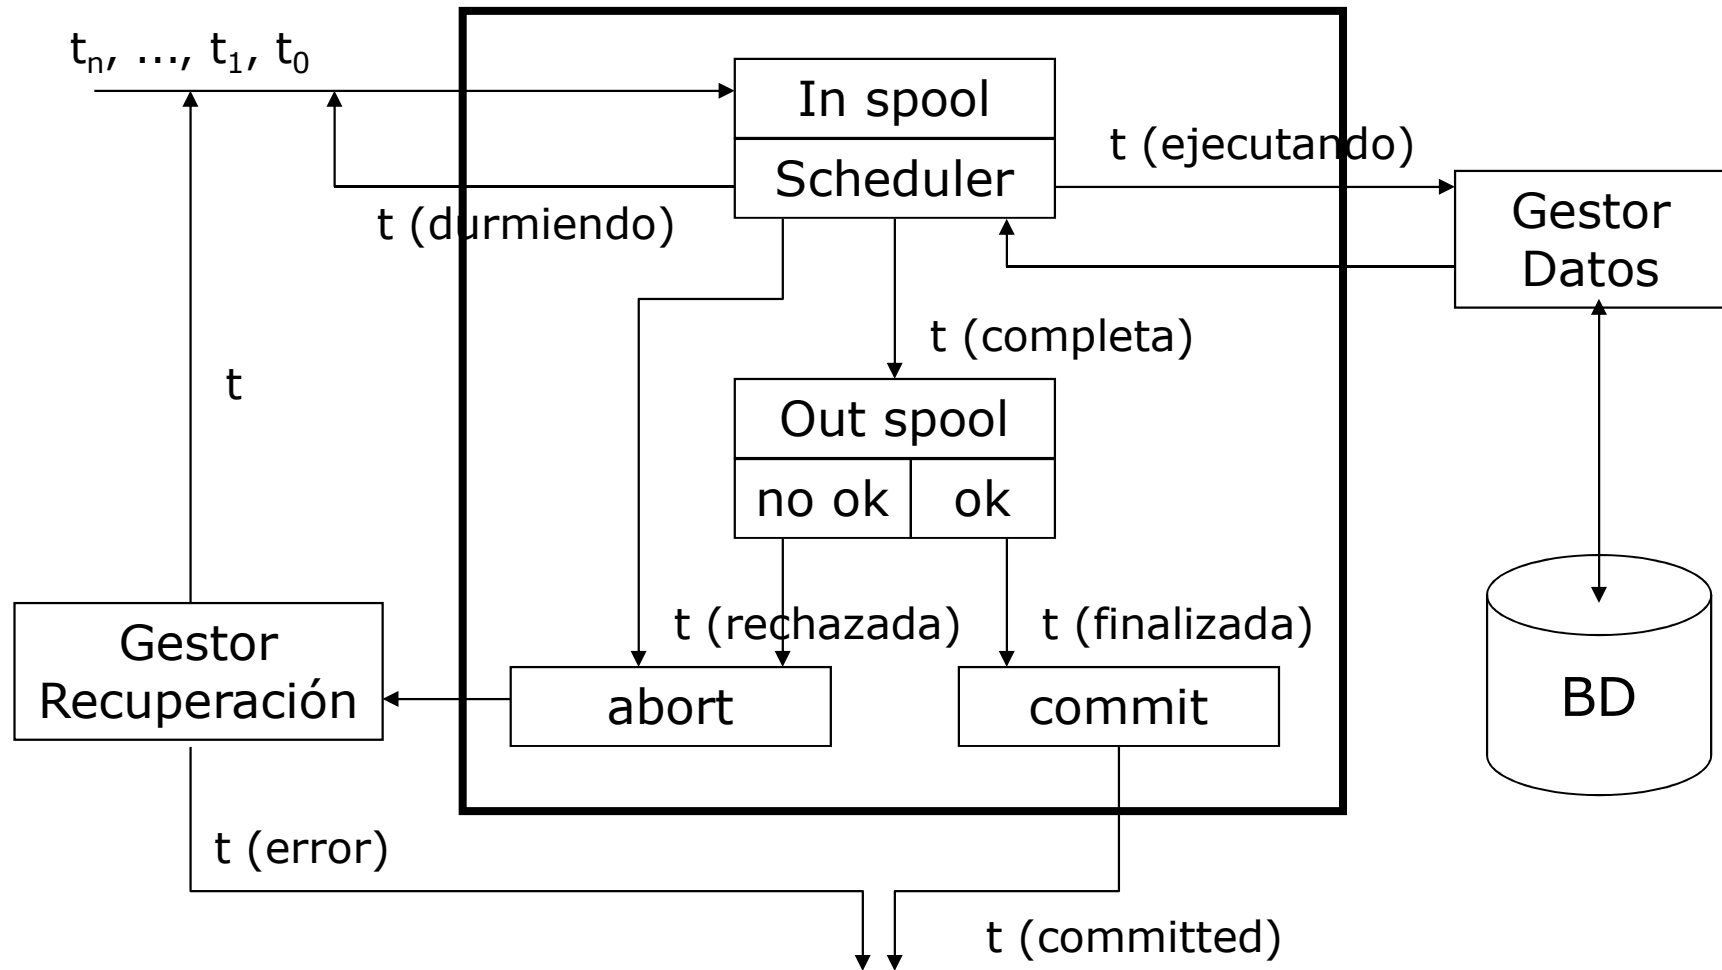 tₙ, ..., t₁, t₀
In spool
t (ejecutando)
Scheduler
Gestor
Datos
t (durmiendo)
t (completa)
t
Out spool
no ok
ok
t (rechazada)
t (finalizada)
Gestor
Recuperación
abort
commit
BD
t (error)
t (committed)